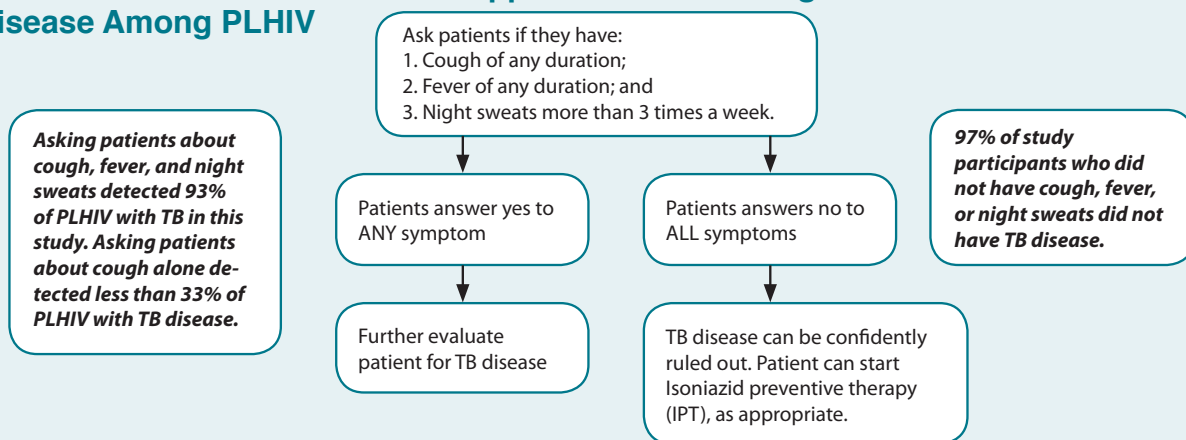 isease Among PLHIV
Ask patients if they have:
1. Cough of any duration;
2. Fever of any duration; and
3. Night sweats more than 3 times a week.
Asking patients about
cough, fever, and night
sweats detected 93%
of PLHIV with TB in this
study. Asking patients
about cough alone de-
tected less than 33% of
PLHIV with TB disease.
Patients answer yes to
ANY symptom
Patients answers no to
ALL symptoms
97% of study
participants who did
not have cough, fever,
or night sweats did not
have TB disease.
Further evaluate
patient for TB disease
TB disease can be confidently
ruled out. Patient can start
Isoniazid preventive therapy
(IPT), as appropriate.